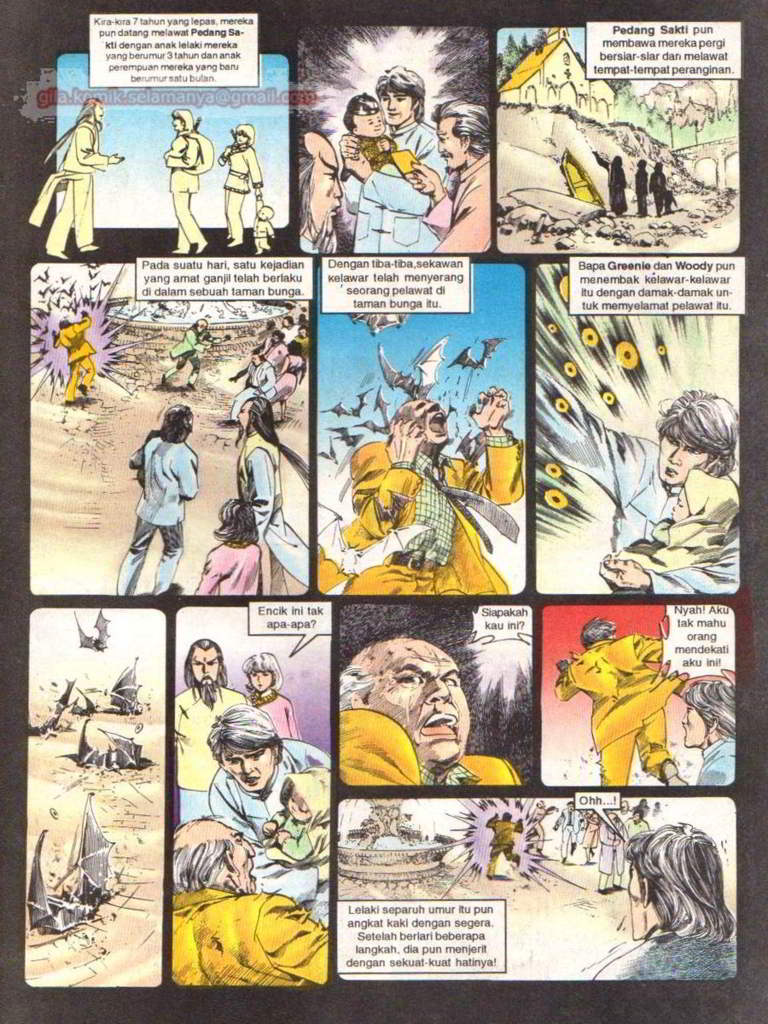 Kira-kira 7 tahun yang lepas, mereka
pun datang melawat Pedang Sa-
kti dengan anak lelaki mereka
yang berumur 3 tahun dan anak
perempuan mereka yang baru
berumur satu bulan.
gila.komik.selamanya@gmail.com
Pedang Sakti pun
membawa mereka pergi
bersiar-siar dan melawat
tempat-tempat peranginan.
Pada suatu hari, satu kejadian
yang amat ganjil telah berlaku
di dalam sebuah taman bunga.
Dengan tiba-tiba,sekawan
kelawar telah menyerang
seorang pelawat di
taman bunga itu.
Bapa Greenie dan Woody pun
menembak kelawar-kelawar
itu dengan damak-damak un-
tuk memyelamat pelawat itu.
Encik ini tak
apa-apa?
Siapakah
kau ini?
Nyah! Aku
tak mahu
orang
mendekati
aku ini!
Ohh...!
Lelaki separuh umur itu pun
angkat kaki dengan segera.
Setelah berlari beberapa
langkah, dia pun menjerit
dengan sekuat-kuat hatinya!